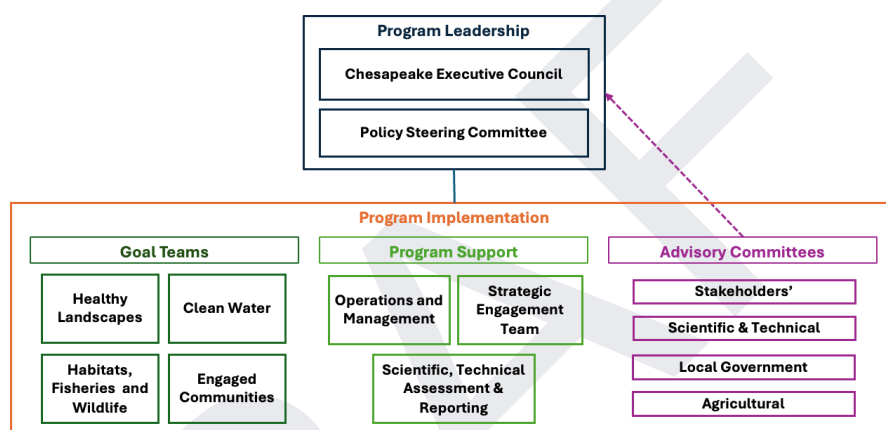 Program Leadership
Chesapeake Executive Council
Policy Steering Committee
Program Implementation
Goal Teams
Healthy
Landscapes
Clean Water
Habitats,
Fisheries and
Wildlife
Engaged
Communities
Program Support
Operations and
Management
Strategic
Engagement
Team
Scientific, Technical
Assessment &
Reporting
Advisory Committees
Stakeholders’
Scientific & Technical
Local Government
Agricultural